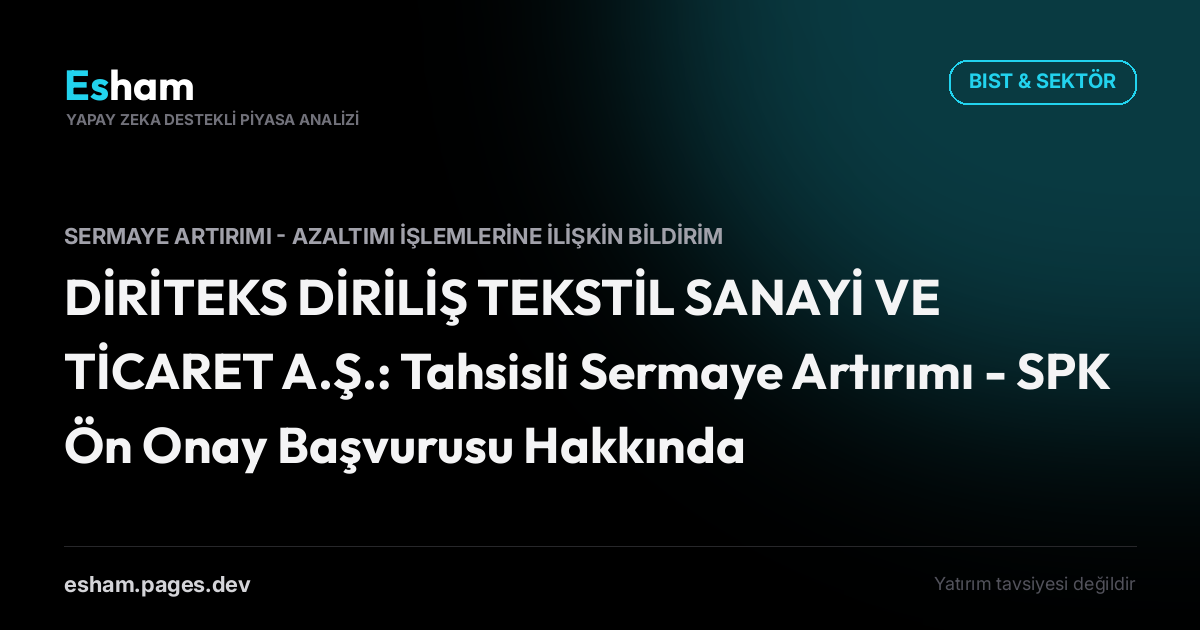 Esham
YAPAY ZEKA DESTEKLİ PİYASA ANALİZİ
BIST & SEKTÖR
SERMAYE ARTIRIMI - AZALTIMI İŞLEMLERİNE İLİŞKİN BİLDİRİM
DİRİTEKS DİRİLİŞ TEKSTİL SANAYİ VE
TİCARET A.Ş.: Tahsisli Sermaye Artırımı - SPK
Ön Onay Başvurusu Hakkında
esham.pages.dev
Yatırım tavsiyesi değildir